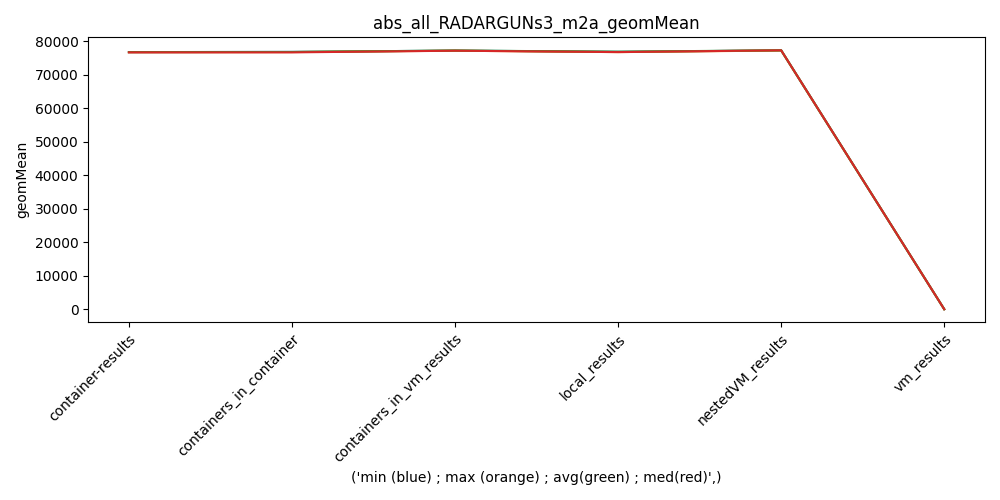 abs_all_RADARGUNs3_m2a_geomMean
80000
70000
60000
50000
40000
30000
20000
10000
0
geomMean
container-results
containers_in_container
containers_in_vm_results
local_results
nestedVM_results
vm_results
('min (blue) ; max (orange) ; avg(green) ; med(red)',)